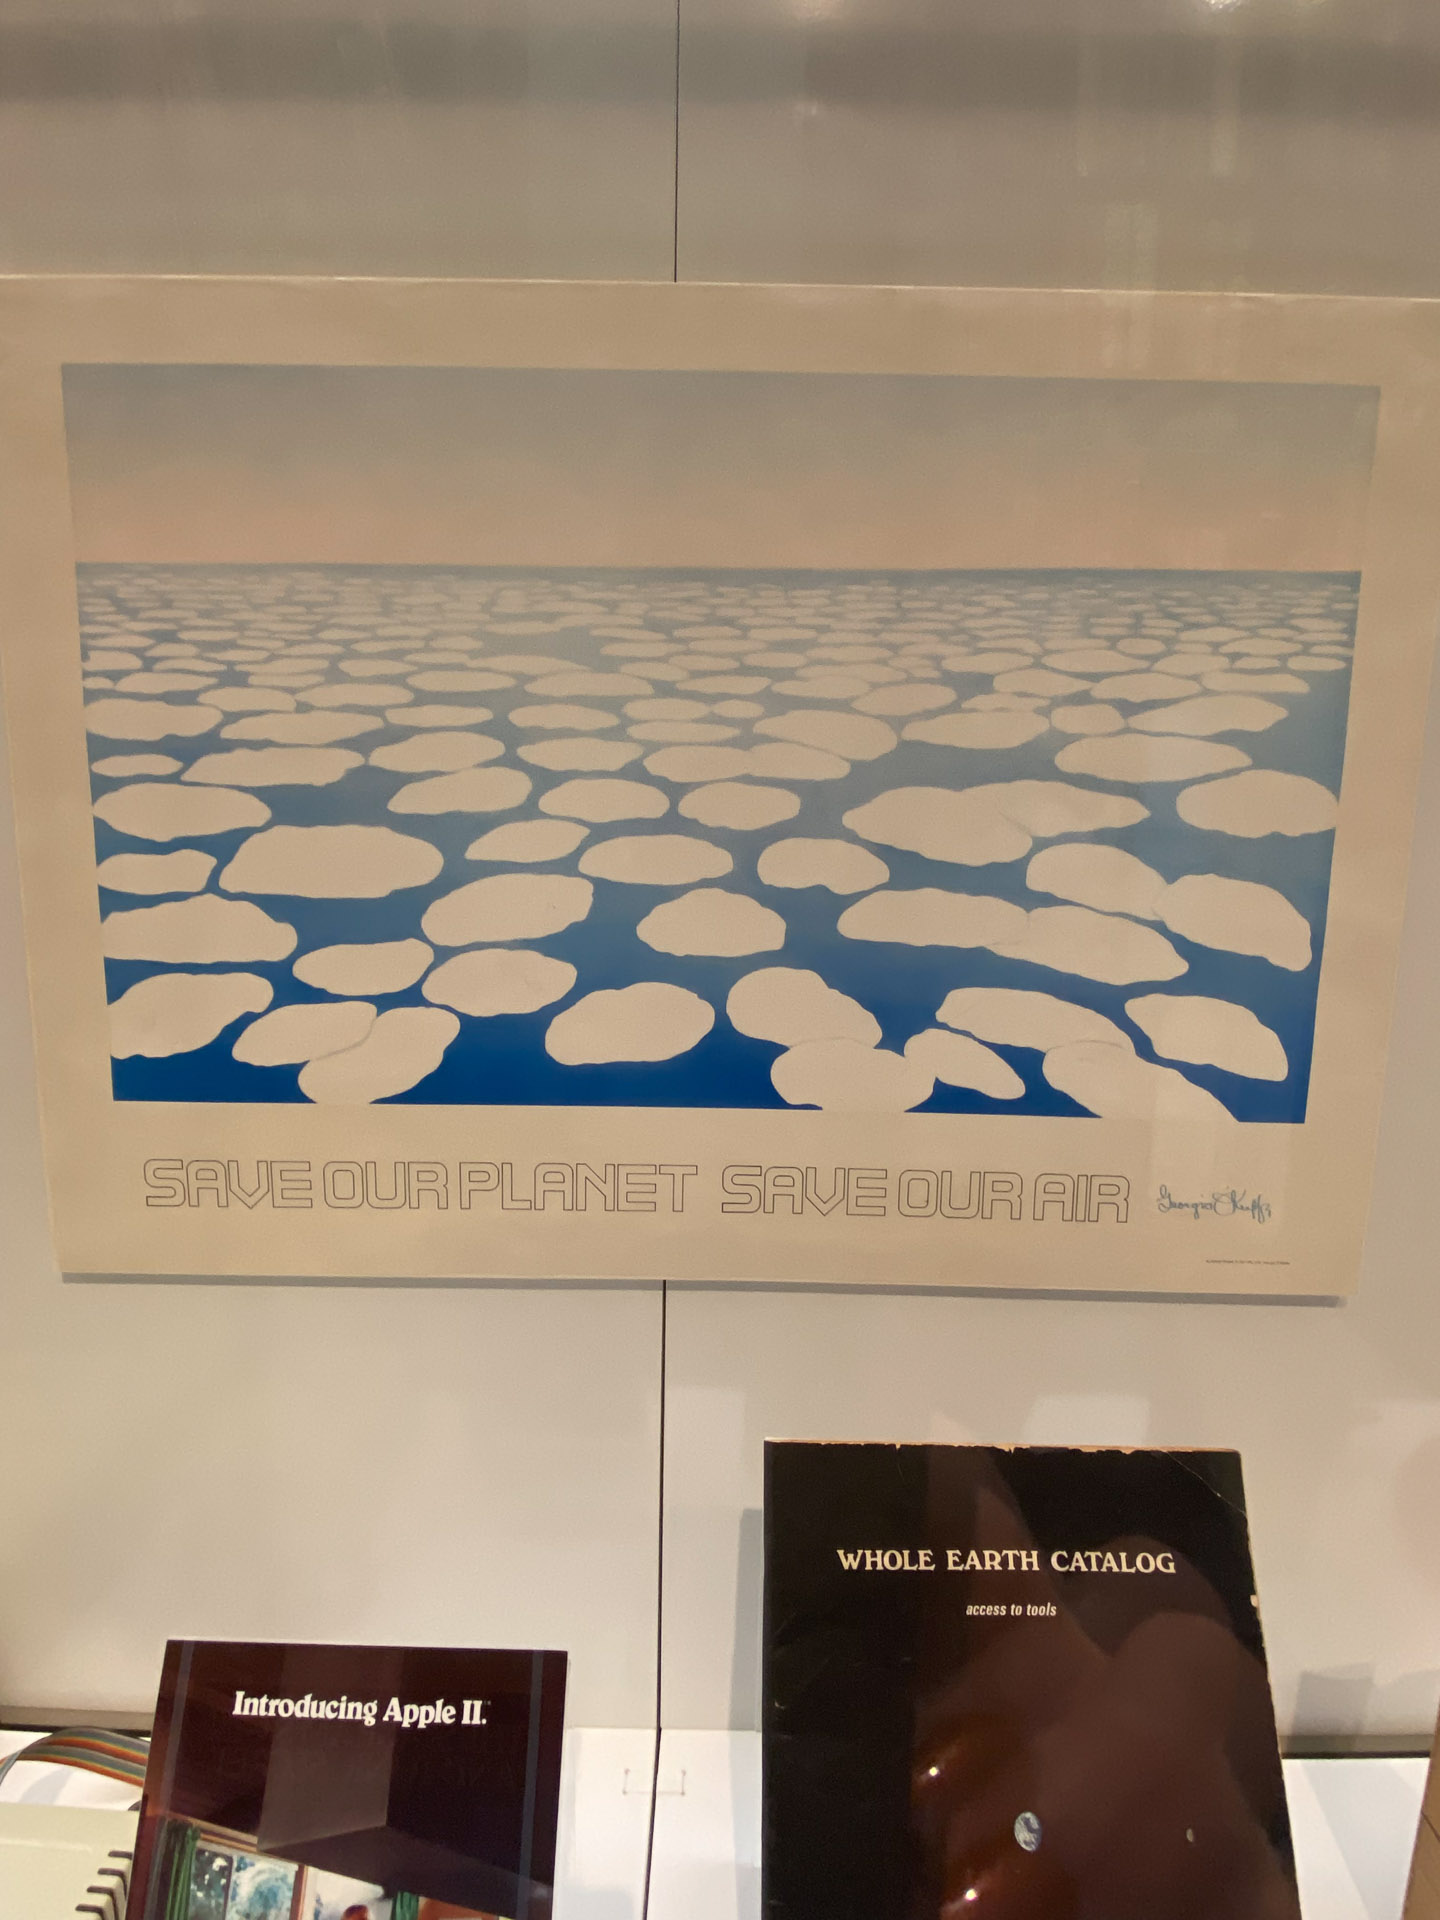 SAVE OUR PLANET SAVE OUR AIR
Georgia O'Keeffe
WHOLE EARTH CATALOG
access to tools
Introducing Apple II.